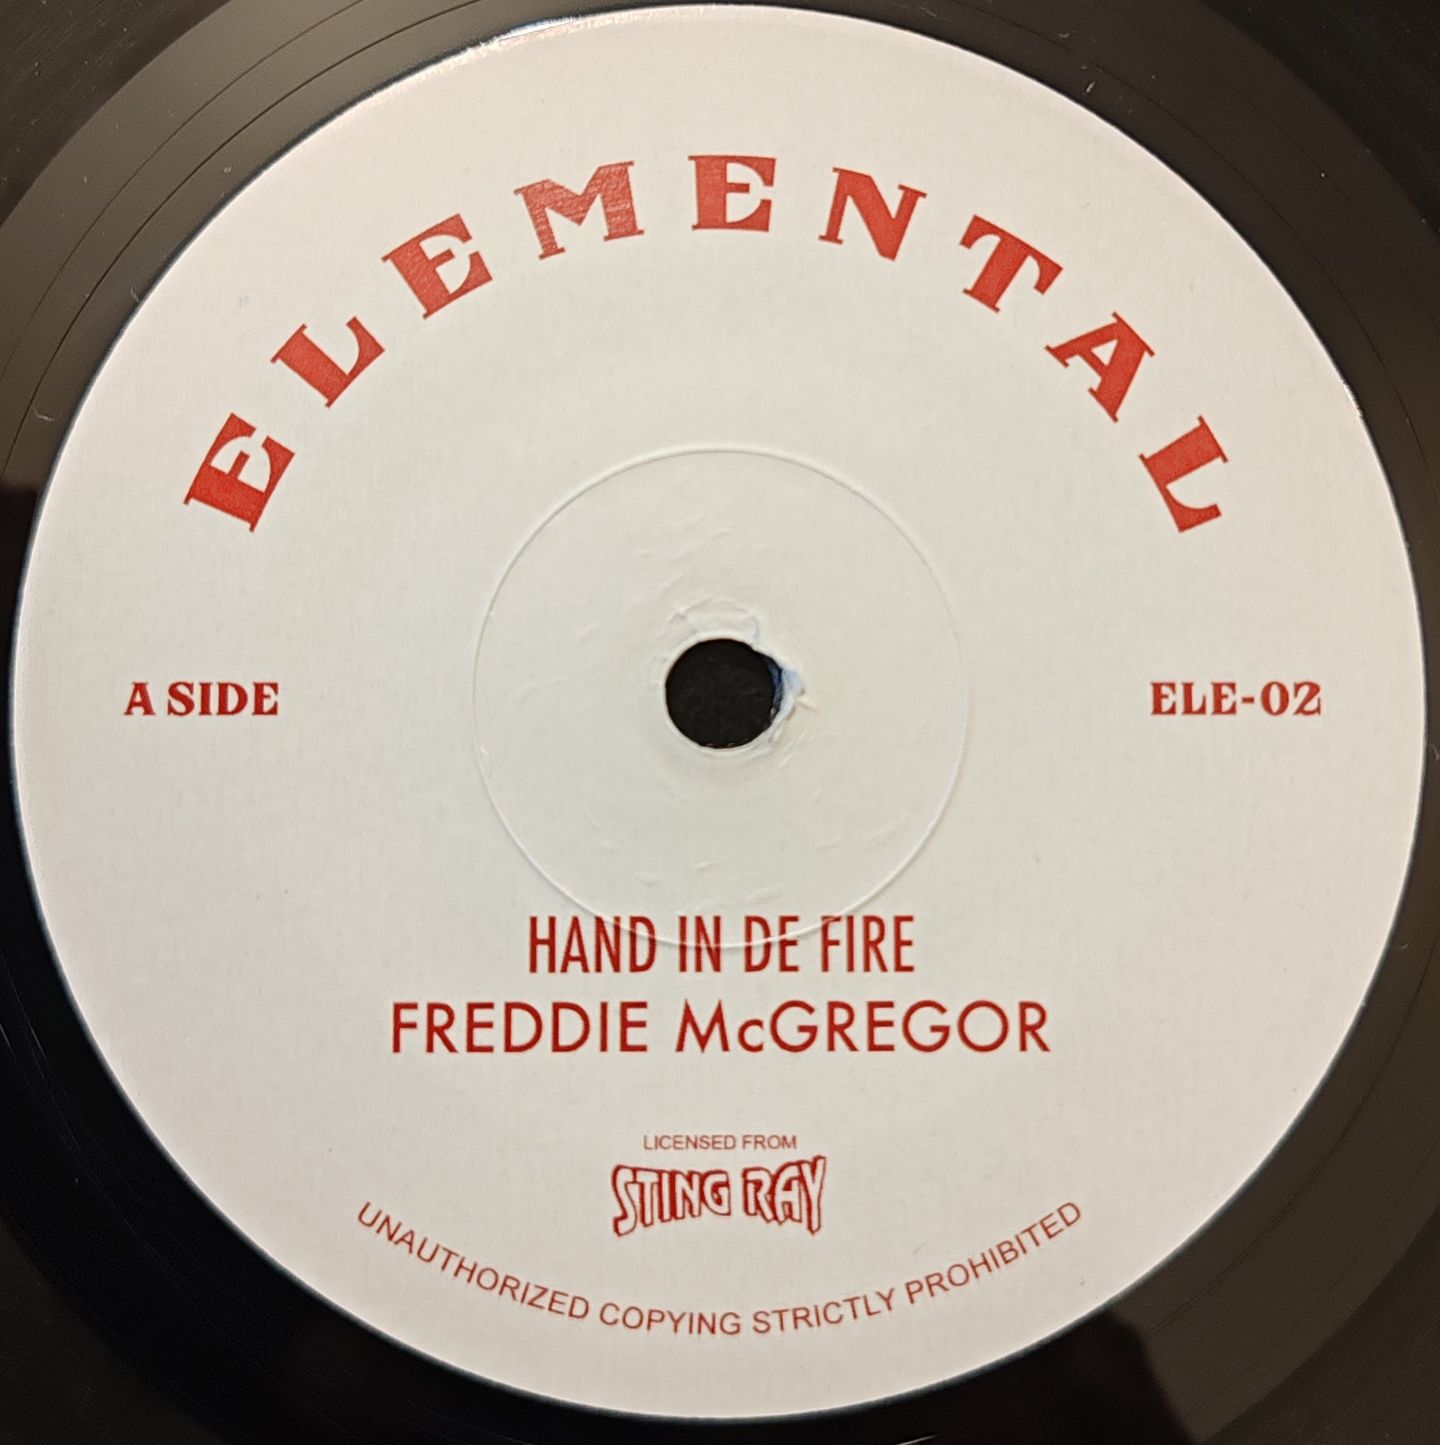 ELEMENTAL
A SIDE
ELE-02
HAND IN DE FIRE
FREDDIE McGREGOR
LICENSED FROM
STING RAY
UNAUTHORIZED COPYING STRICTLY PROHIBITED